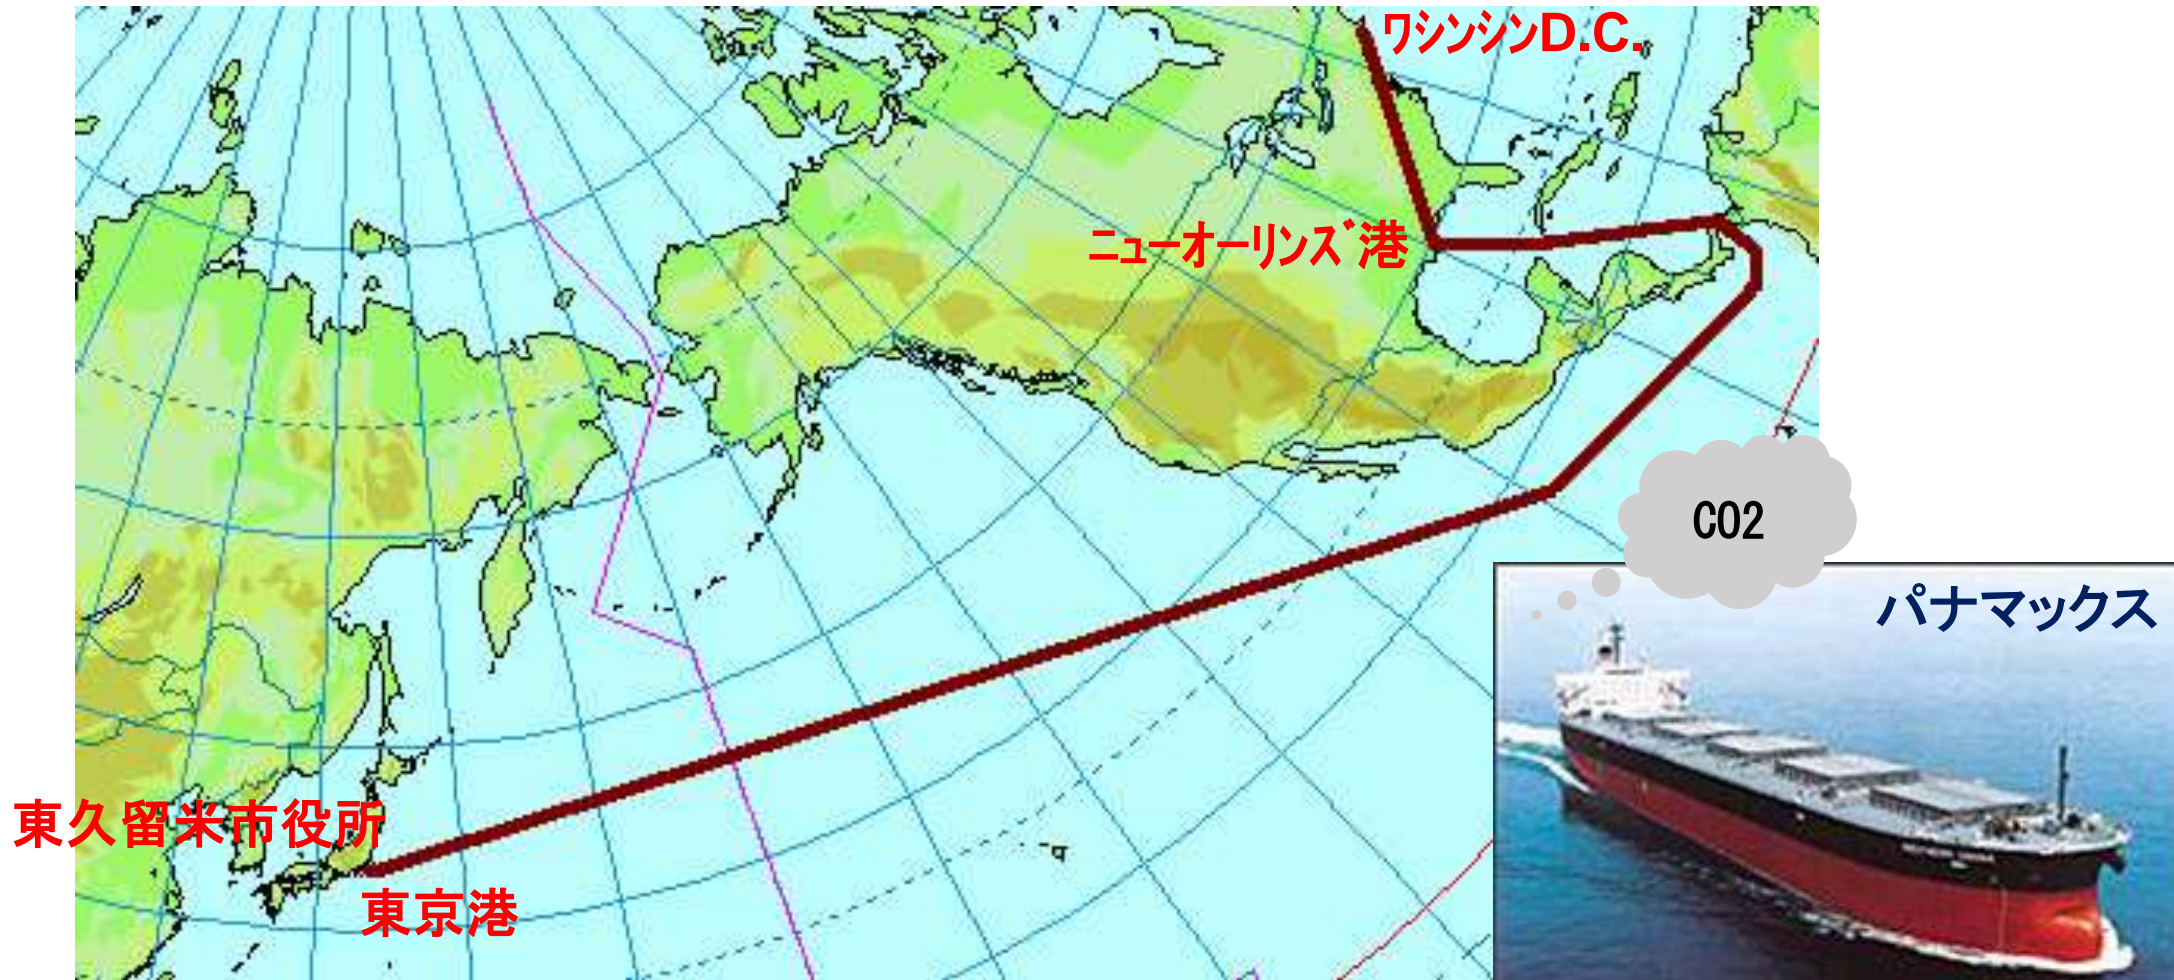 ワシンシンD.C.
ニューオーリンズ港
CO2
パナマックス
東久留米市役所
東京港